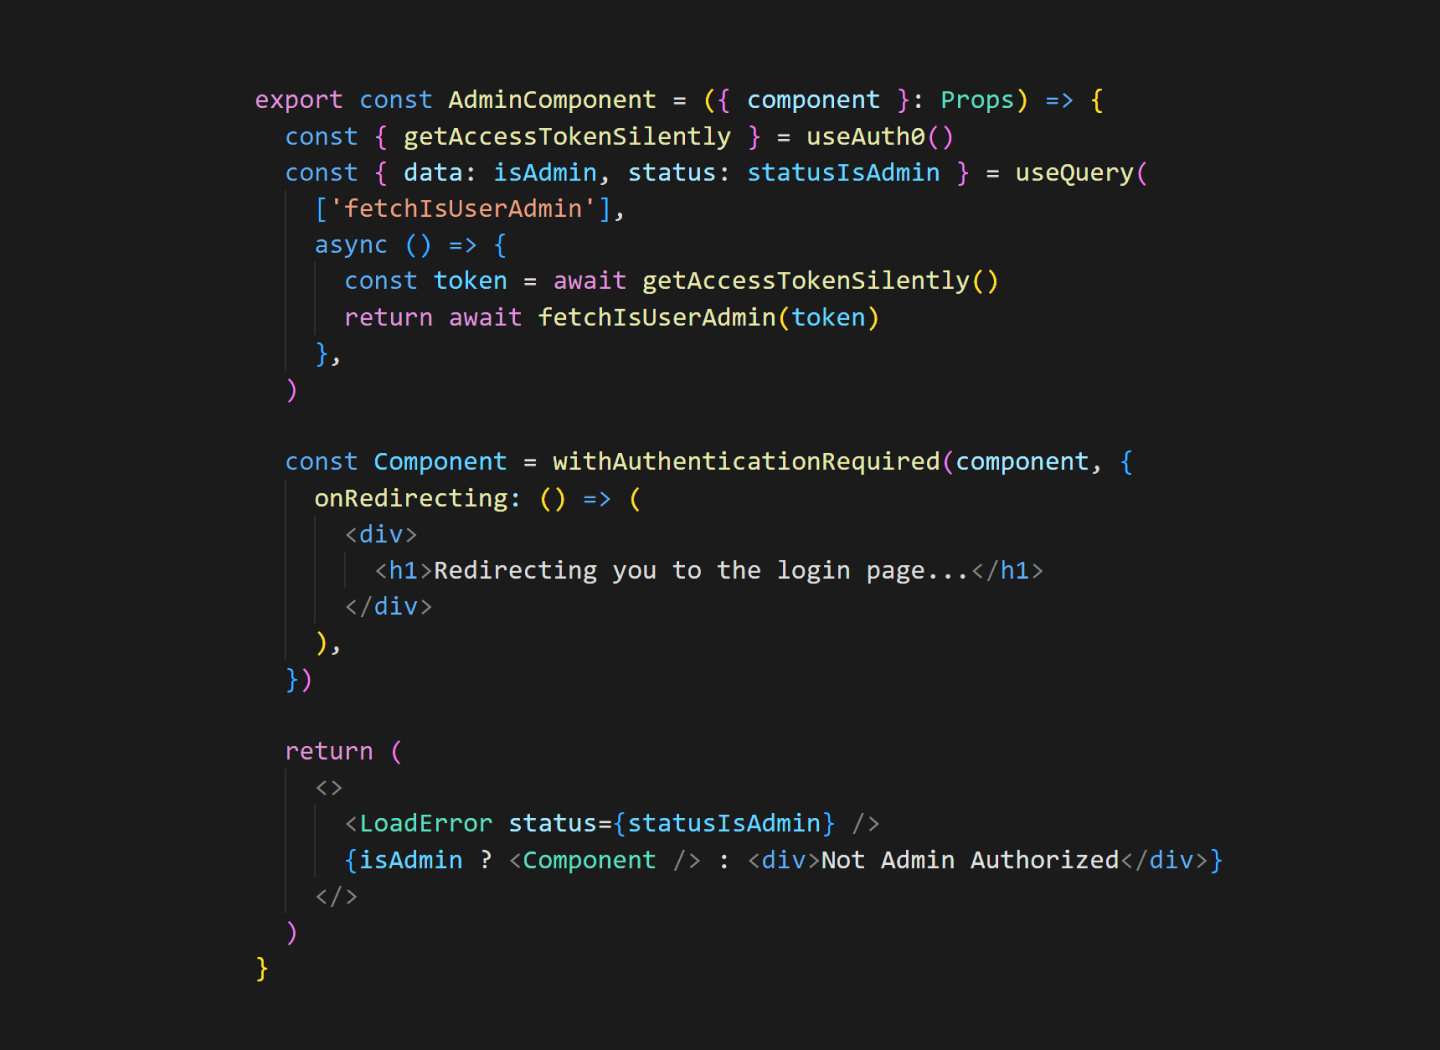 export const AdminComponent = ({ component }: Props) => {
  const { getAccessTokenSilently } = useAuth0()
  const { data: isAdmin, status: statusIsAdmin } = useQuery(
    ['fetchIsUserAdmin'],
    async () => {
      const token = await getAccessTokenSilently()
      return await fetchIsUserAdmin(token)
    },
  )

  const Component = withAuthenticationRequired(component, {
    onRedirecting: () => (
      <div>
        <h1>Redirecting you to the login page...</h1>
      </div>
    ),
  })

  return (
    <>
      <LoadError status={statusIsAdmin} />
      {isAdmin ? <Component /> : <div>Not Admin Authorized</div>}
    </>
  )
}